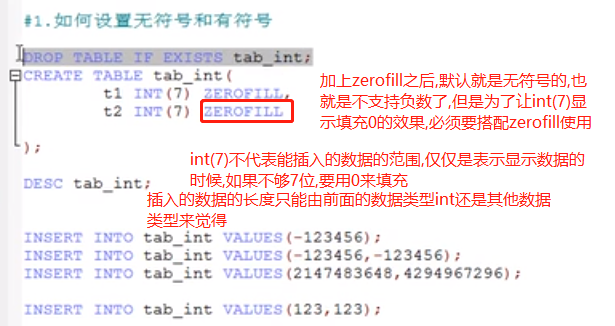 #1.如何设置无符号和有符号
DROP TABLE IF EXISTS tab_int;
CREATE TABLE tab_int(
t1 INT(7) ZEROFILL,
t2 INT(7) ZEROFILL
加上zerofill之后,默认就是无符号的,也
就是不支持负数了,但是为了让int(7)显
示填充0的效果,必须要搭配zerofill使用
);
int(7)不代表能插入的数据的范围,仅仅是表示显示数据的
时候,如果不够7位,要用0来填充
DESC tab_int;
插入的数据的长度只能由前面的数据类型int还是其他数据
类型来觉得
INSERT INTO tab_int VALUES(-123456);
INSERT INTO tab_int VALUES(-123456,-123456);
INSERT INTO tab_int VALUES(2147483648,4294967296);
INSERT INTO tab_int VALUES(123,123);